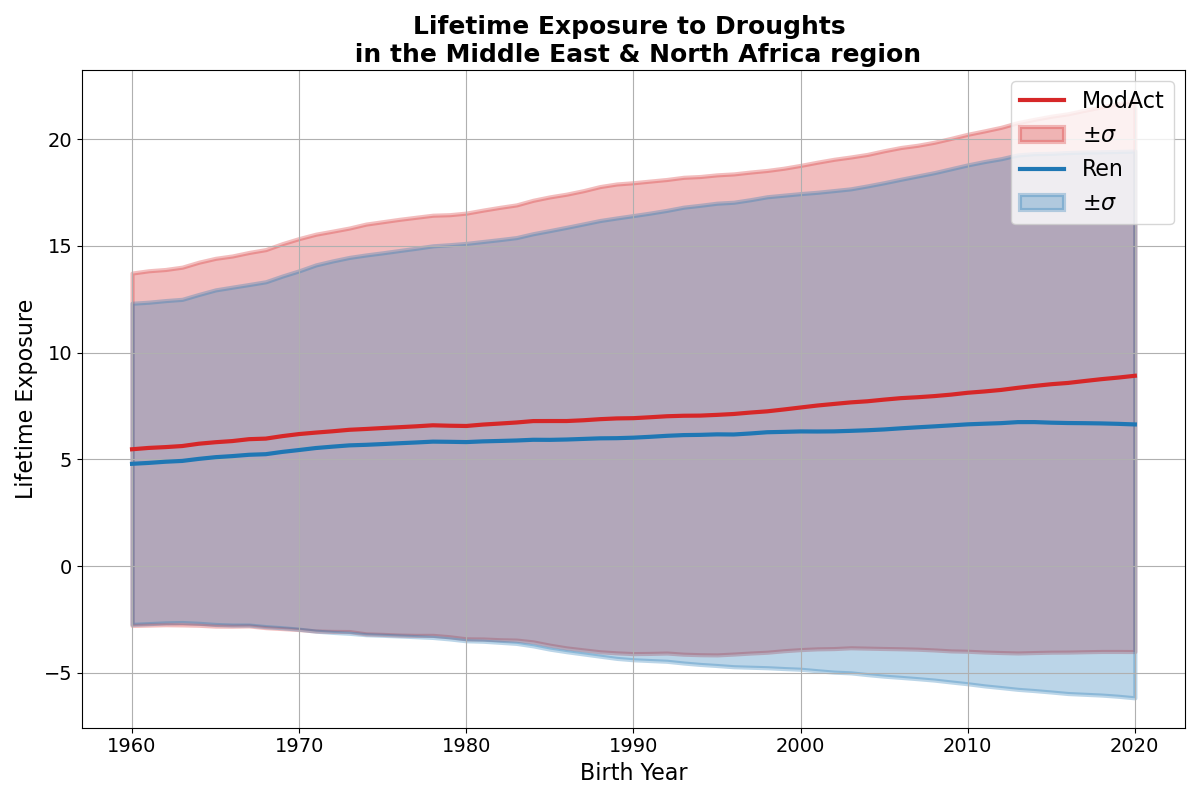 Lifetime Exposure to Droughts
in the Middle East & North Africa region
ModAct
±σ
Ren
±σ
Lifetime Exposure
20
15
10
5
0
−5
1960 1970 1980 1990 2000 2010 2020
Birth Year